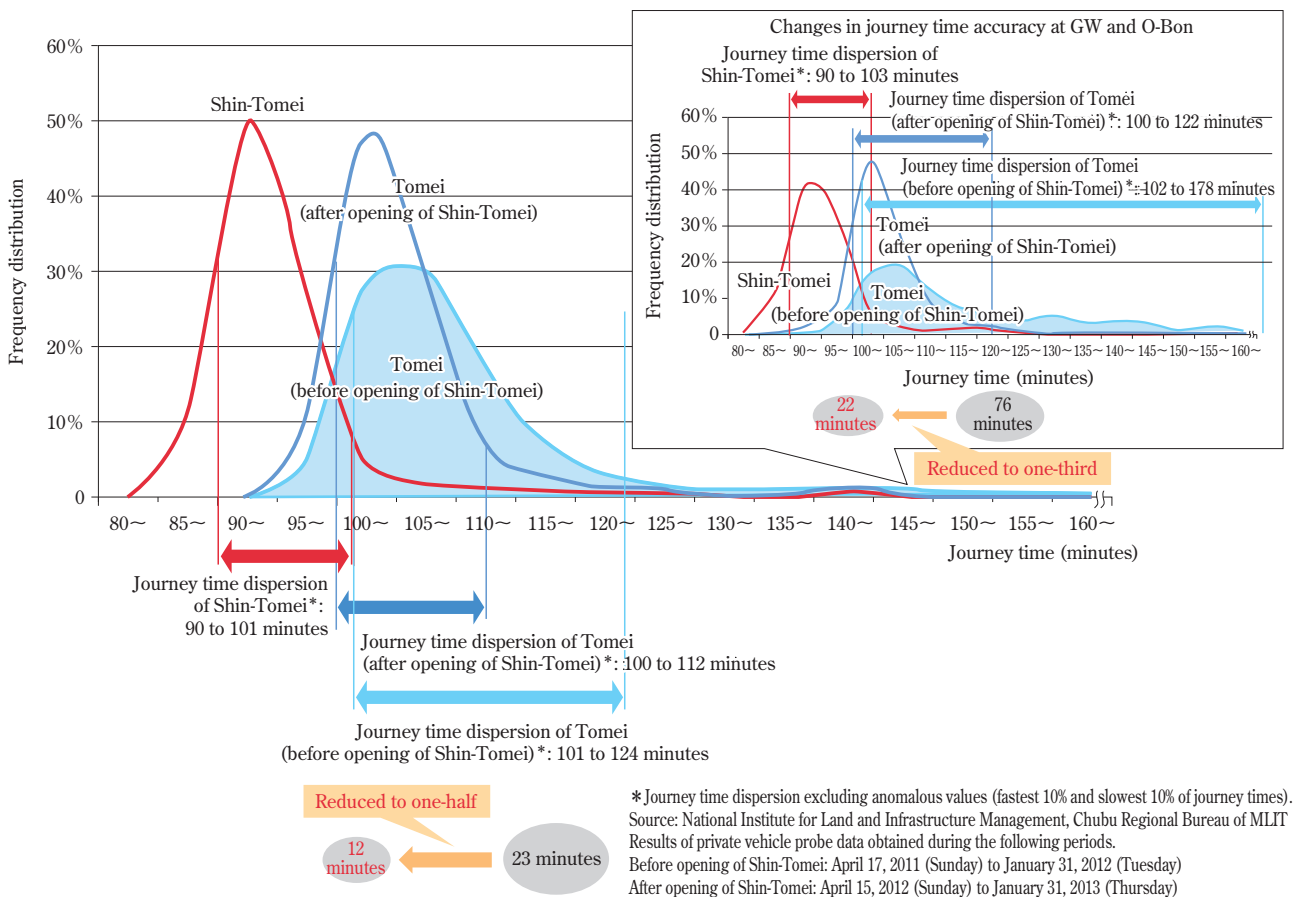 Changes in journey time accuracy at GW and O-Bon
Journey time dispersion of
Shin-Tomei*: 90 to 103 minutes
Journey time dispersion of Tomei
(after opening of Shin-Tomei)*: 100 to 122 minutes
Journey time dispersion of Tomei
(before opening of Shin-Tomei)*: 102 to 178 minutes
Frequency distribution
60%
50%
40%
30%
20%
10%
0
Tomei
(after opening of Shin-Tomei)
Shin-Tomei
Tomei
(before opening of Shin-Tomei)
80~ 85~ 90~ 95~ 100~ 105~ 110~ 115~ 120~ 125~ 130~ 135~ 140~ 145~ 150~ 155~ 160~
Journey time (minutes)
22
minutes
76
minutes
Reduced to one-third
Frequency distribution
60%
50%
40%
30%
20%
10%
0
Shin-Tomei
Tomei
(after opening of Shin-Tomei)
Tomei
(before opening of Shin-Tomei)
80~ 85~ 90~ 95~ 100~ 105~ 110~ 115~ 120~ 125~ 130~ 135~ 140~ 145~ 150~ 155~ 160~
Journey time (minutes)
Journey time dispersion
of Shin-Tomei*:
90 to 101 minutes
Journey time dispersion of Tomei
(after opening of Shin-Tomei)*: 100 to 112 minutes
Journey time dispersion of Tomei
(before opening of Shin-Tomei)*: 101 to 124 minutes
Reduced to one-half
12
minutes
23 minutes
*Journey time dispersion excluding anomalous values (fastest 10% and slowest 10% of journey times).
Source: National Institute for Land and Infrastructure Management, Chubu Regional Bureau of MLIT
Results of private vehicle probe data obtained during the following periods.
Before opening of Shin-Tomei: April 17, 2011 (Sunday) to January 31, 2012 (Tuesday)
After opening of Shin-Tomei: April 15, 2012 (Sunday) to January 31, 2013 (Thursday)